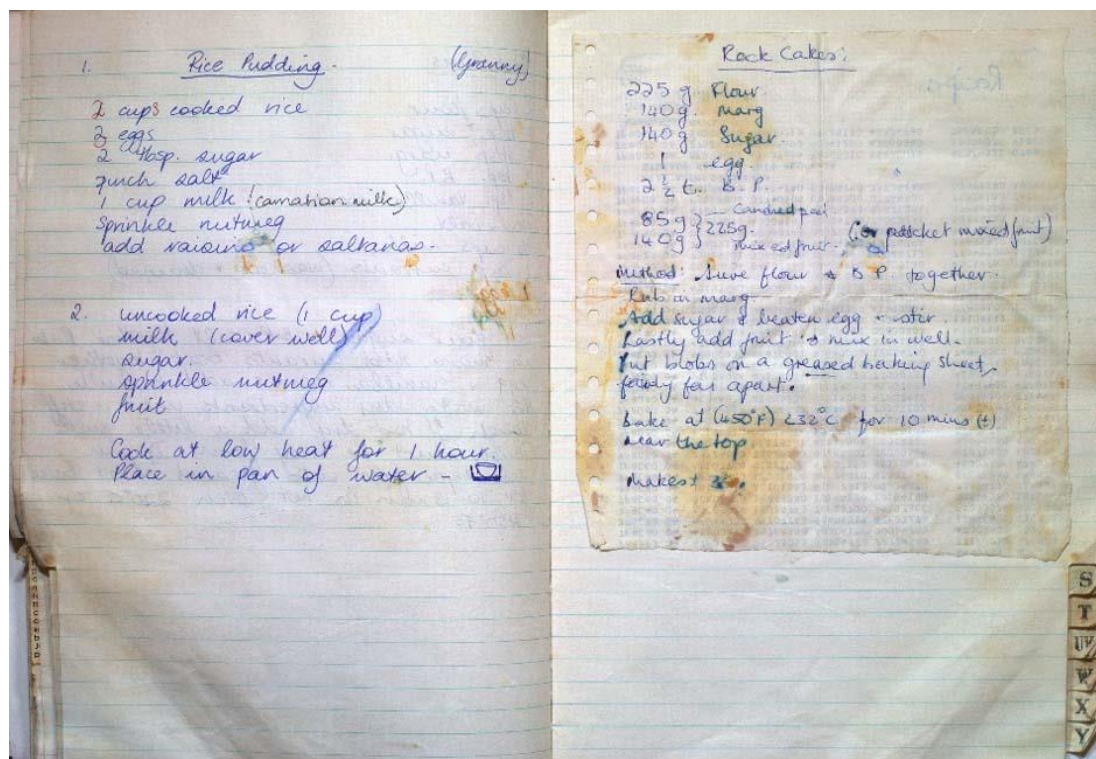 1. Rice Pudding. (Granny)
2 cups cooked rice
eggs
2 tbsp. sugar
Pinch salt
1 cup milk (carnation milk)
Sprinkle nutmeg
add raisins or saltanas.
2. uncooked rice (1 cup)
milk (cover well)
sugar
sprinkle nutmeg
fruit
Cook at low heat for 1 hour.
Place in pan of water -
Rock Cakes:
225 g Flour
140 g. marg
140 g Sugar
1 egg.
2 1/2 t. B. P.
85g } Candied peel
140g } 225g. mixed fruit. (or packet mixed fruit)
Method: Sieve flour & B P together.
Rub in marg
Add sugar & beaten egg & stir.
Lastly add fruit & mix in well.
Put blobs on a greased baking sheet,
fairly far apart.
Bake at (450°F) 232°C for 10 mins (+)
near the top
Makes ±
S
T
UV
W
X
Y